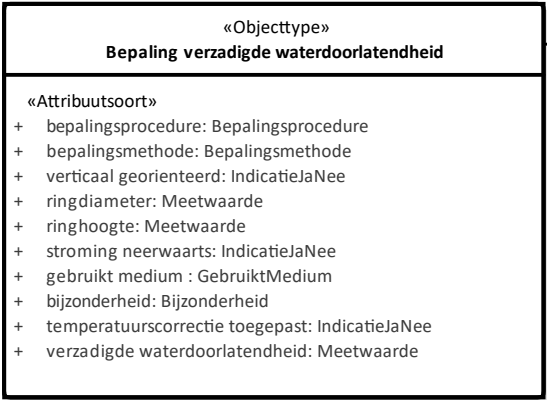 «Objecttype»
Bepaling verzadigde waterdoorlatendheid
«Attribuutsoort»
+ bepalingsprocedure: Bepalingsprocedure
+ bepalingsmethode: Bepalingsmethode
+ verticaal georienteerd: IndicatieJaNee
+ ringdiameter: Meetwaarde
+ ringhoogte: Meetwaarde
+ stroming neerwaarts: IndicatieJaNee
+ gebruikt medium : GebruiktMedium
+ bijzonderheid: Bijzonderheid
+ temperatuurscorrectie toegepast: IndicatieJaNee
+ verzadigde waterdoorlatendheid: Meetwaarde